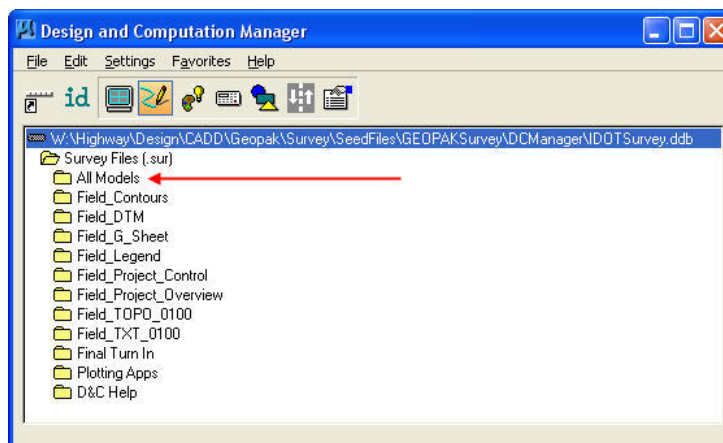 Design and Computation Manager
File Edit Settings Favorites Help
id
W:\Highway\Design\CADD\Geopak\Survey\SeedFiles\GEOPAKSurvey\DCManager\IDOTSurvey.ddb
Survey Files (.sur)
All Models
Field_Contours
Field_DTM
Field_G_Sheet
Field_Legend
Field_Project_Control
Field_Project_Overview
Field_TOPO_0100
Field_TXT_0100
Final Turn In
Plotting Apps
D&C Help